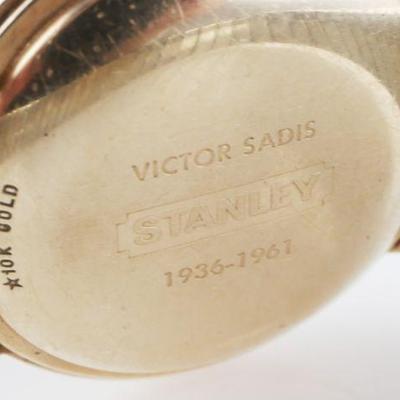 VICTOR SADIS
STANLEY
1936-1961
☆10K GOLD